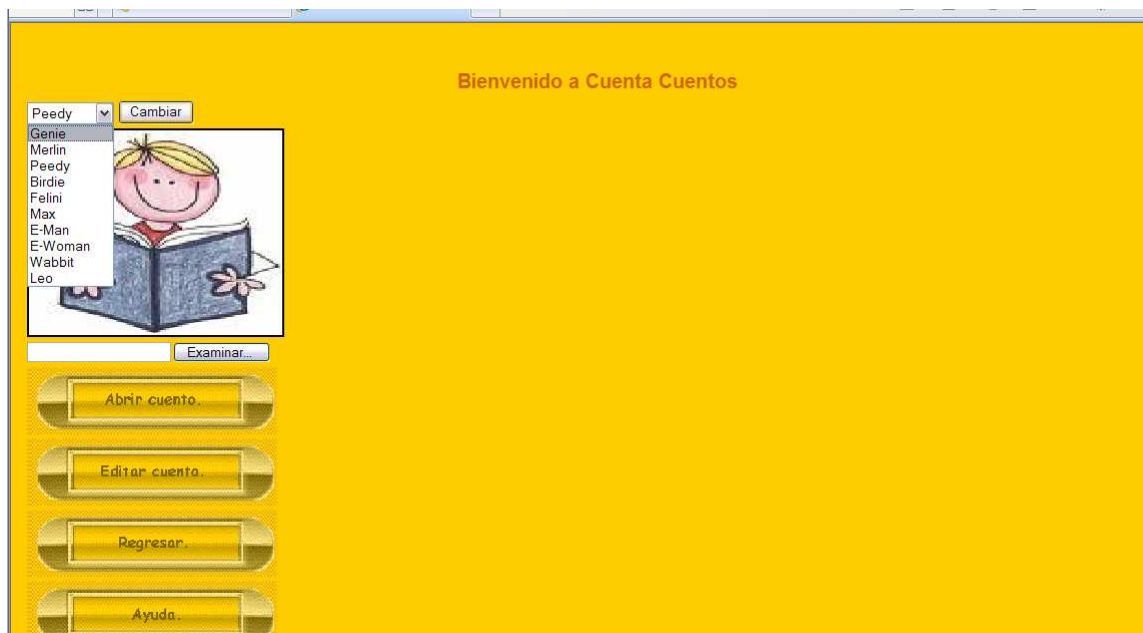 Bienvenido a Cuenta Cuentos
Peedy
Cambiar
Genie
Merlin
Peedy
Birdie
Felini
Max
E-Man
E-Woman
Wabbit
Leo
Examinar...
Abrir cuento.
Editar cuento.
Regresar.
Ayuda.